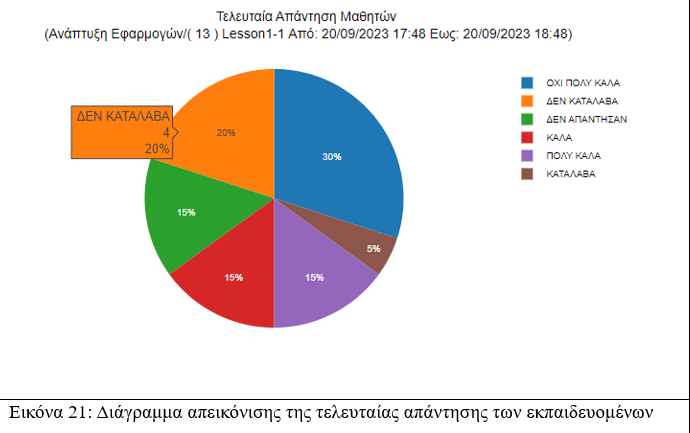 Τελευταία Απάντηση Μαθητών
(Ανάπτυξη Εφαρμογών/( 13 ) Lesson1-1 Από: 20/09/2023 17:48 Εως: 20/09/2023 18:48)
ΔΕΝ ΚΑΤΑΛΑΒΑ
4
20%
20%
30%
15%
5%
15%
15%
ΟΧΙ ΠΟΛΥ ΚΑΛΑ
ΔΕΝ ΚΑΤΑΛΑΒΑ
ΔΕΝ ΑΠΑΝΤΗΣΑΝ
ΚΑΛΑ
ΠΟΛΥ ΚΑΛΑ
ΚΑΤΑΛΑΒΑ
Εικόνα 21: Διάγραμμα απεικόνισης της τελευταίας απάντησης των εκπαιδευομένων